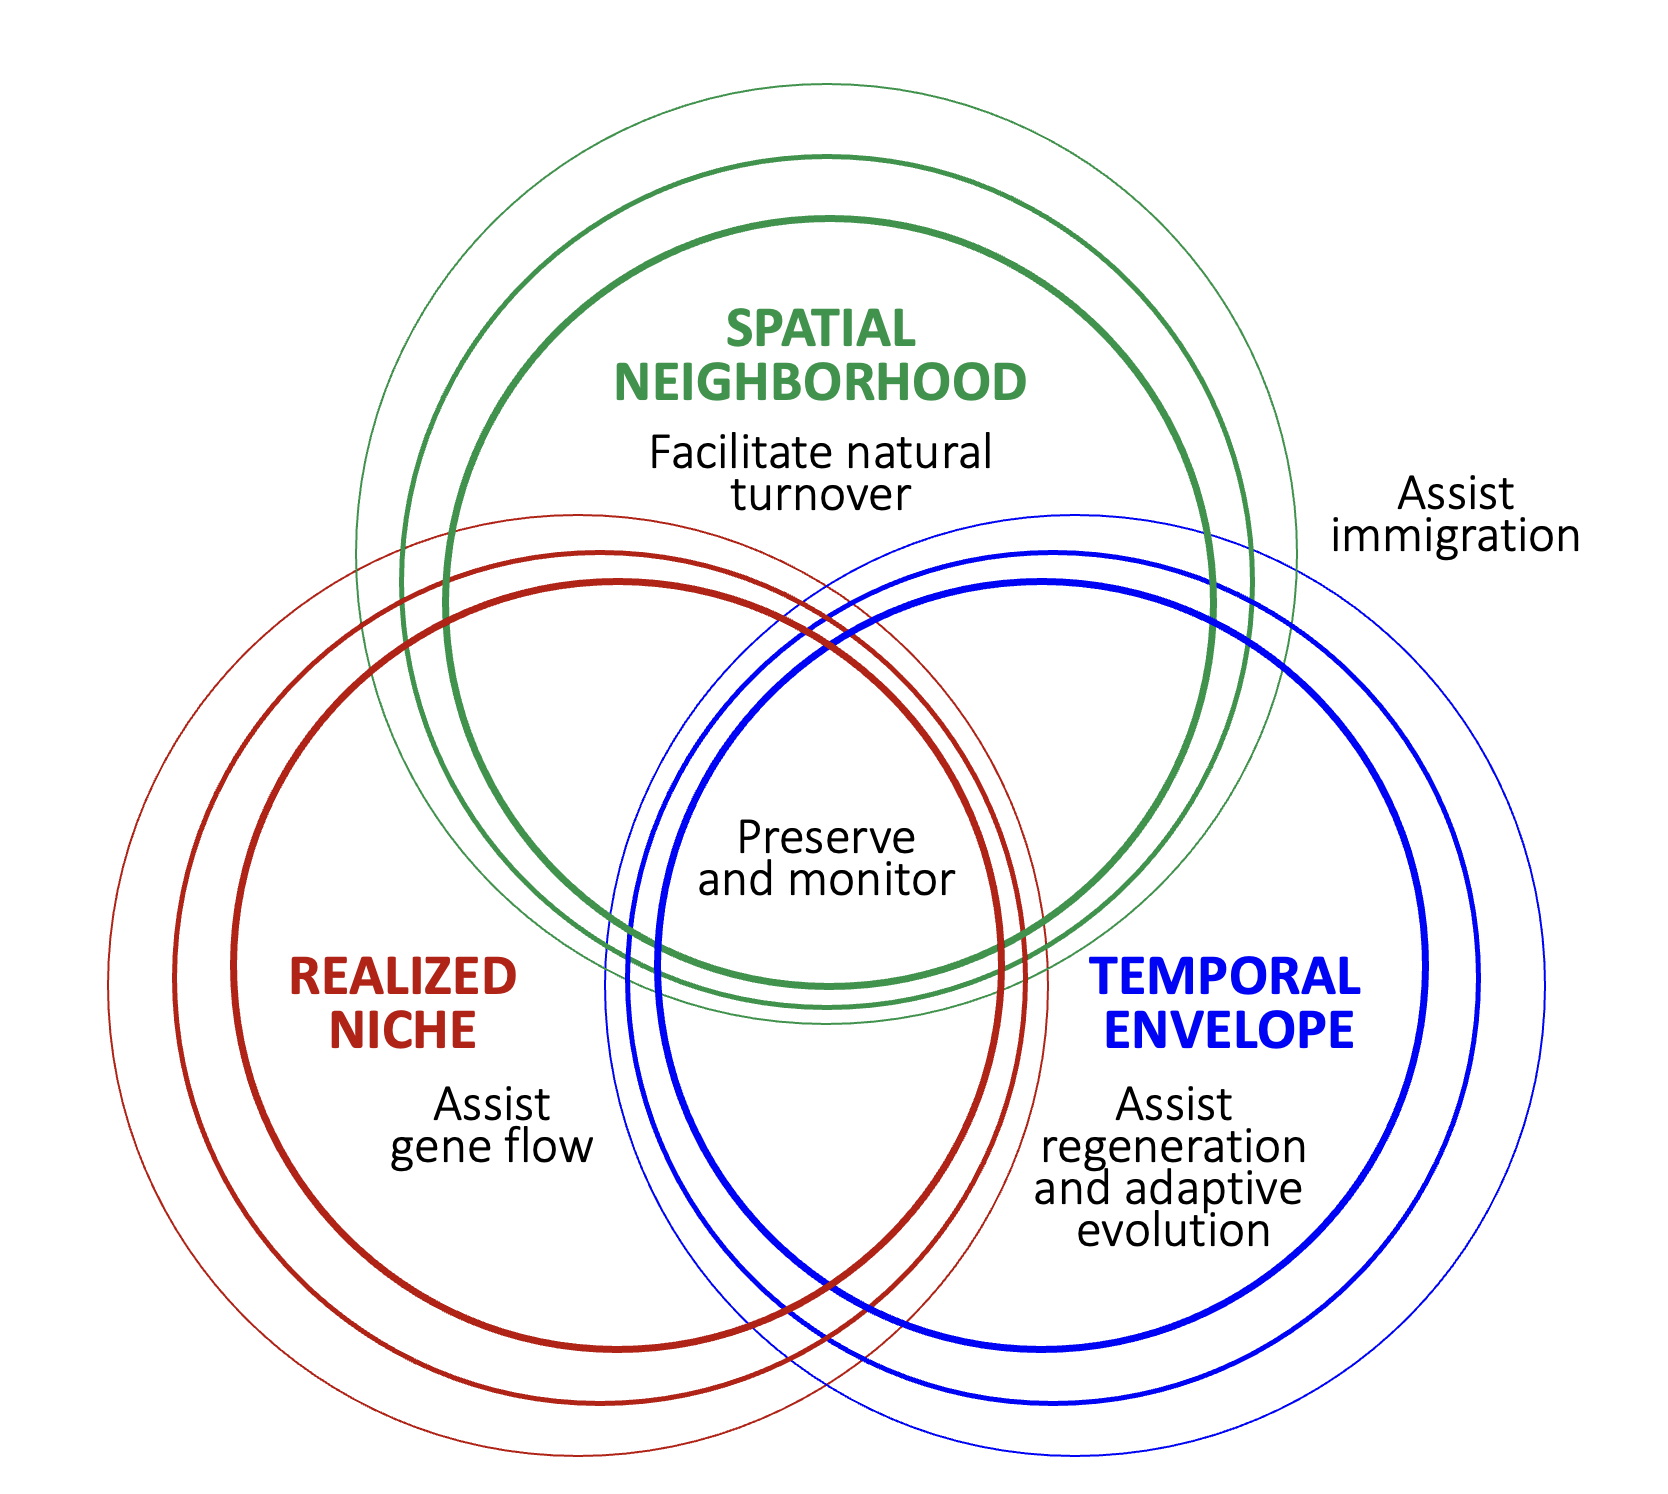 SPATIAL
NEIGHBORHOOD
Facilitate natural
turnover
Assist
immigration
Preserve
and monitor
REALIZED
NICHE
Assist
gene flow
TEMPORAL
ENVELOPE
Assist
regeneration
and adaptive
evolution